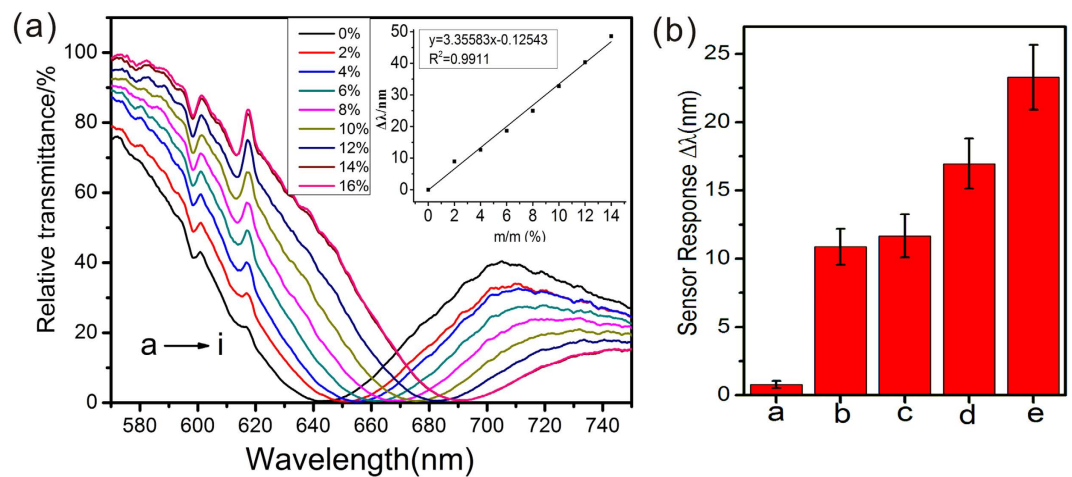 (a)
Relative transmittance/%
100
80
60
40
20
0
580 600 620 640 660 680 700 720 740
Wavelength(nm)
a → i
0%
2%
4%
6%
8%
10%
12%
14%
16%
Δλ/nm
50
40
30
20
10
0
y=3.35583x-0.12543
R²=0.9911
0 2 4 6 8 10 12 14
m/m (%)
(b)
Sensor Response Δλ(nm)
25
20
15
10
5
0
a b c d e